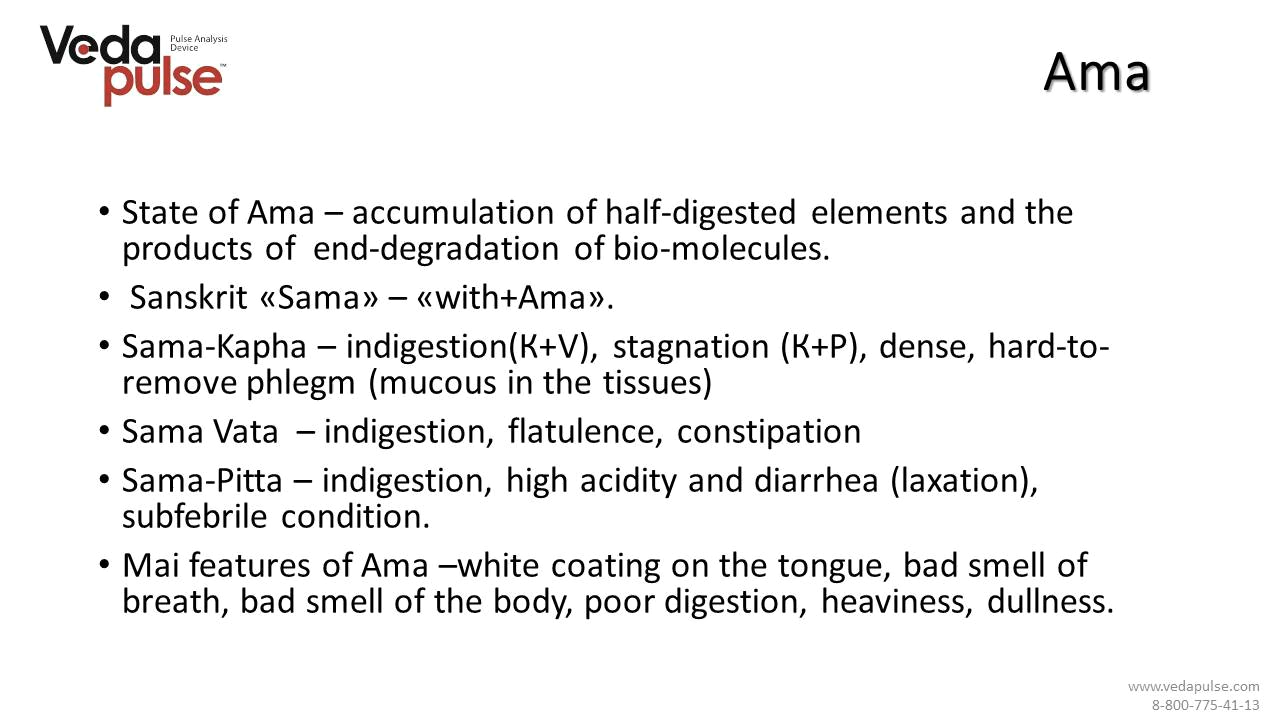 Veda
pulse™
Pulse Analysis
Device
Ama
• State of Ama – accumulation of half-digested elements and the
products of end-degradation of bio-molecules.
• Sanskrit «Sama» – «with+Ama».
• Sama-Kapha – indigestion(K+V), stagnation (K+P), dense, hard-to-
remove phlegm (mucous in the tissues)
• Sama Vata – indigestion, flatulence, constipation
• Sama-Pitta – indigestion, high acidity and diarrhea (laxation),
subfebrile condition.
• Mai features of Ama –white coating on the tongue, bad smell of
breath, bad smell of the body, poor digestion, heaviness, dullness.
www.vedapulse.com
8-800-775-41-13